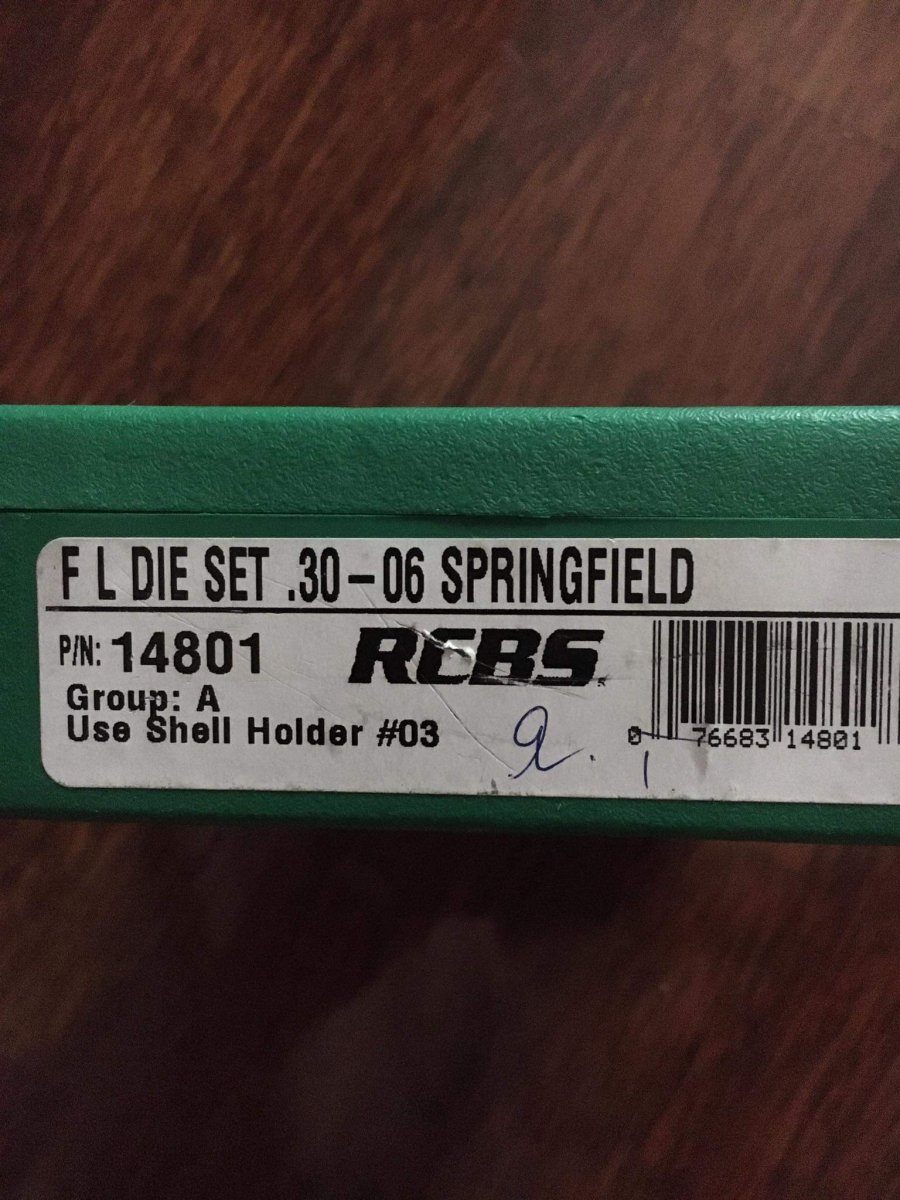 F L DIE SET .30-06 SPRINGFIELD
P/N: 14801 RCBS
Group: A
Use Shell Holder #03
0 76683 14801